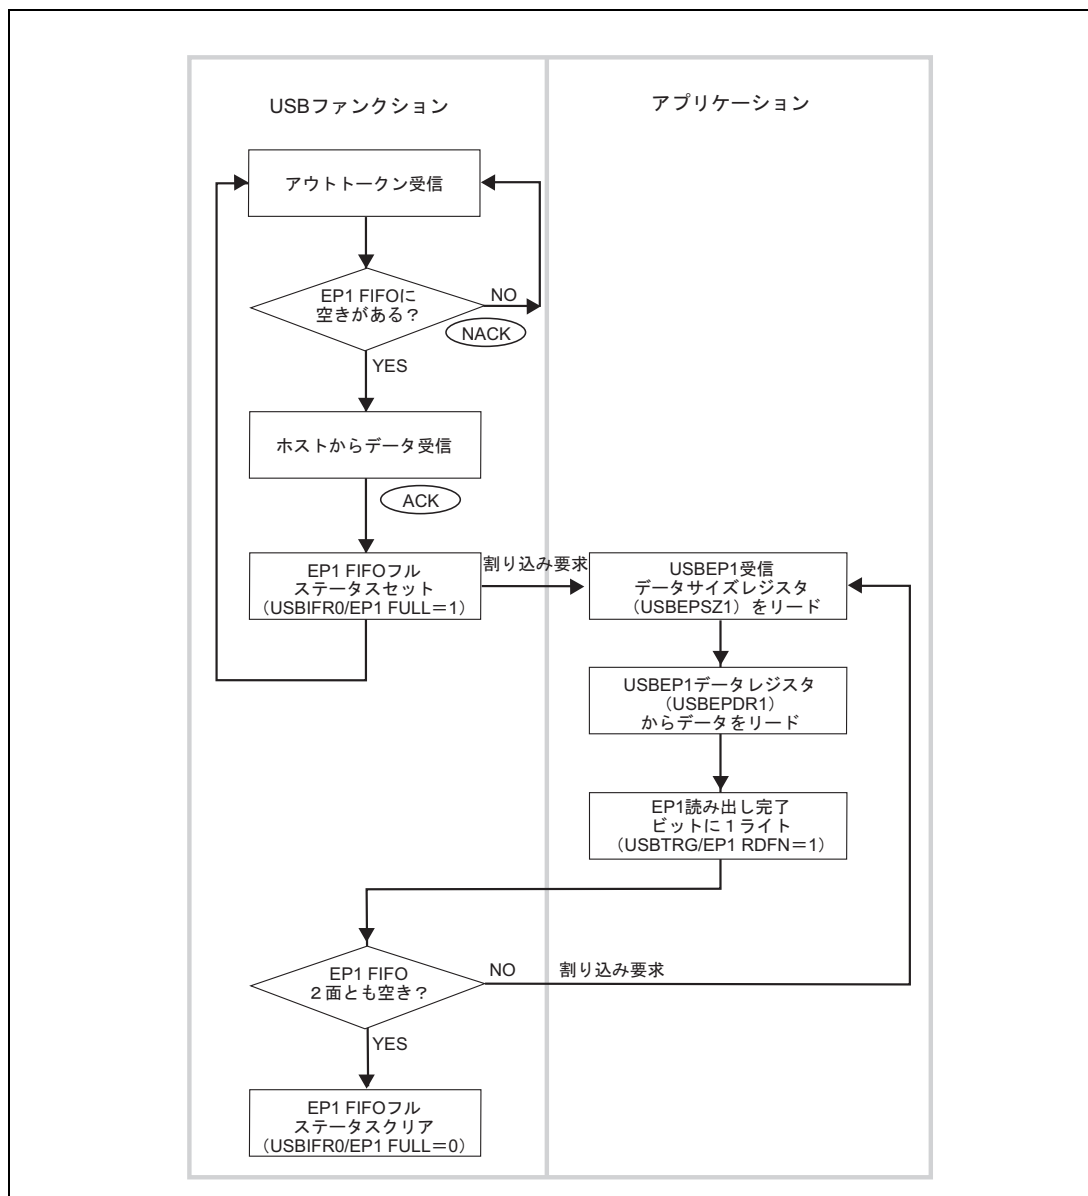 USBファンクション
アプリケーション
アウトトークン受信
EP1 FIFOに
空きがある？
NO
NACK
YES
ホストからデータ受信
ACK
EP1 FIFOフル
ステータスセット
（USBIFR0/EP1 FULL＝1）
割り込み要求
USBEP1受信
データサイズレジスタ
（USBEPSZ1）をリード
USBEP1データレジスタ
（USBEPDR1）
からデータをリード
EP1読み出し完了
ビットに１ライト
（USBTRG/EP1 RDFN＝1）
EP1 FIFO
２面とも空き？
NO
割り込み要求
YES
EP1 FIFOフル
ステータスクリア
（USBIFR0/EP1 FULL＝0）